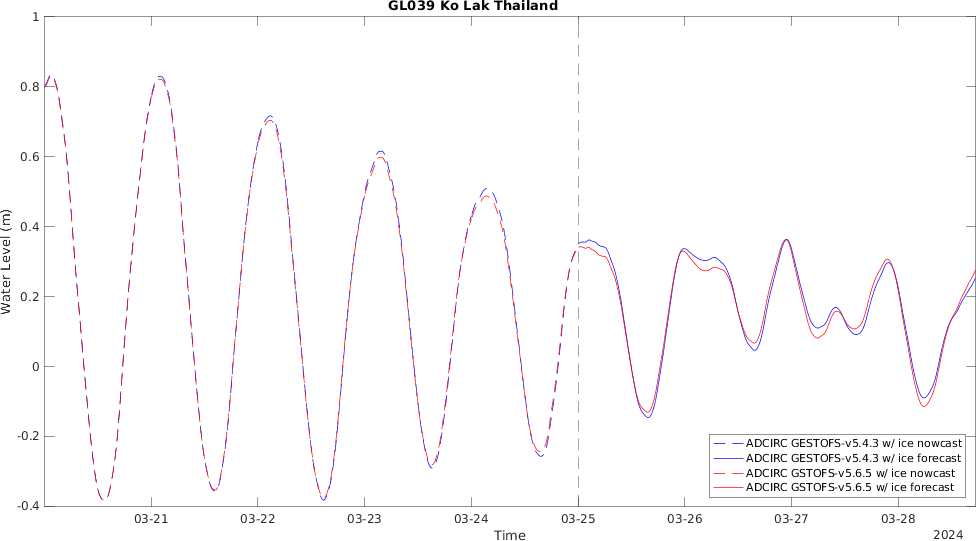 GL039 Ko Lak Thailand
1
0.8
0.6
0.4
0.2
0
-0.2
-0.4
Water Level (m)
03-21 03-22 03-23 03-24 03-25 03-26 03-27 03-28
Time
2024
ADCIRC GESTOFS-v5.4.3 w/ ice nowcast
ADCIRC GESTOFS-v5.4.3 w/ ice forecast
ADCIRC GSTOFS-v5.6.5 w/ ice nowcast
ADCIRC GSTOFS-v5.6.5 w/ ice forecast